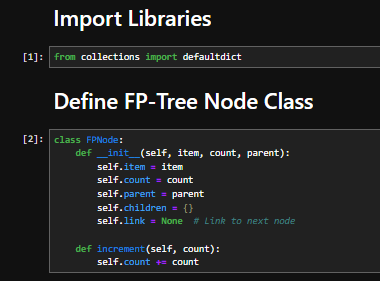 Import Libraries
[1]: from collections import defaultdict
Define FP-Tree Node Class
[2]: class FPNode:
    def __init__(self, item, count, parent):
        self.item = item
        self.count = count
        self.parent = parent
        self.children = {}
        self.link = None  # Link to next node

    def increment(self, count):
        self.count += count